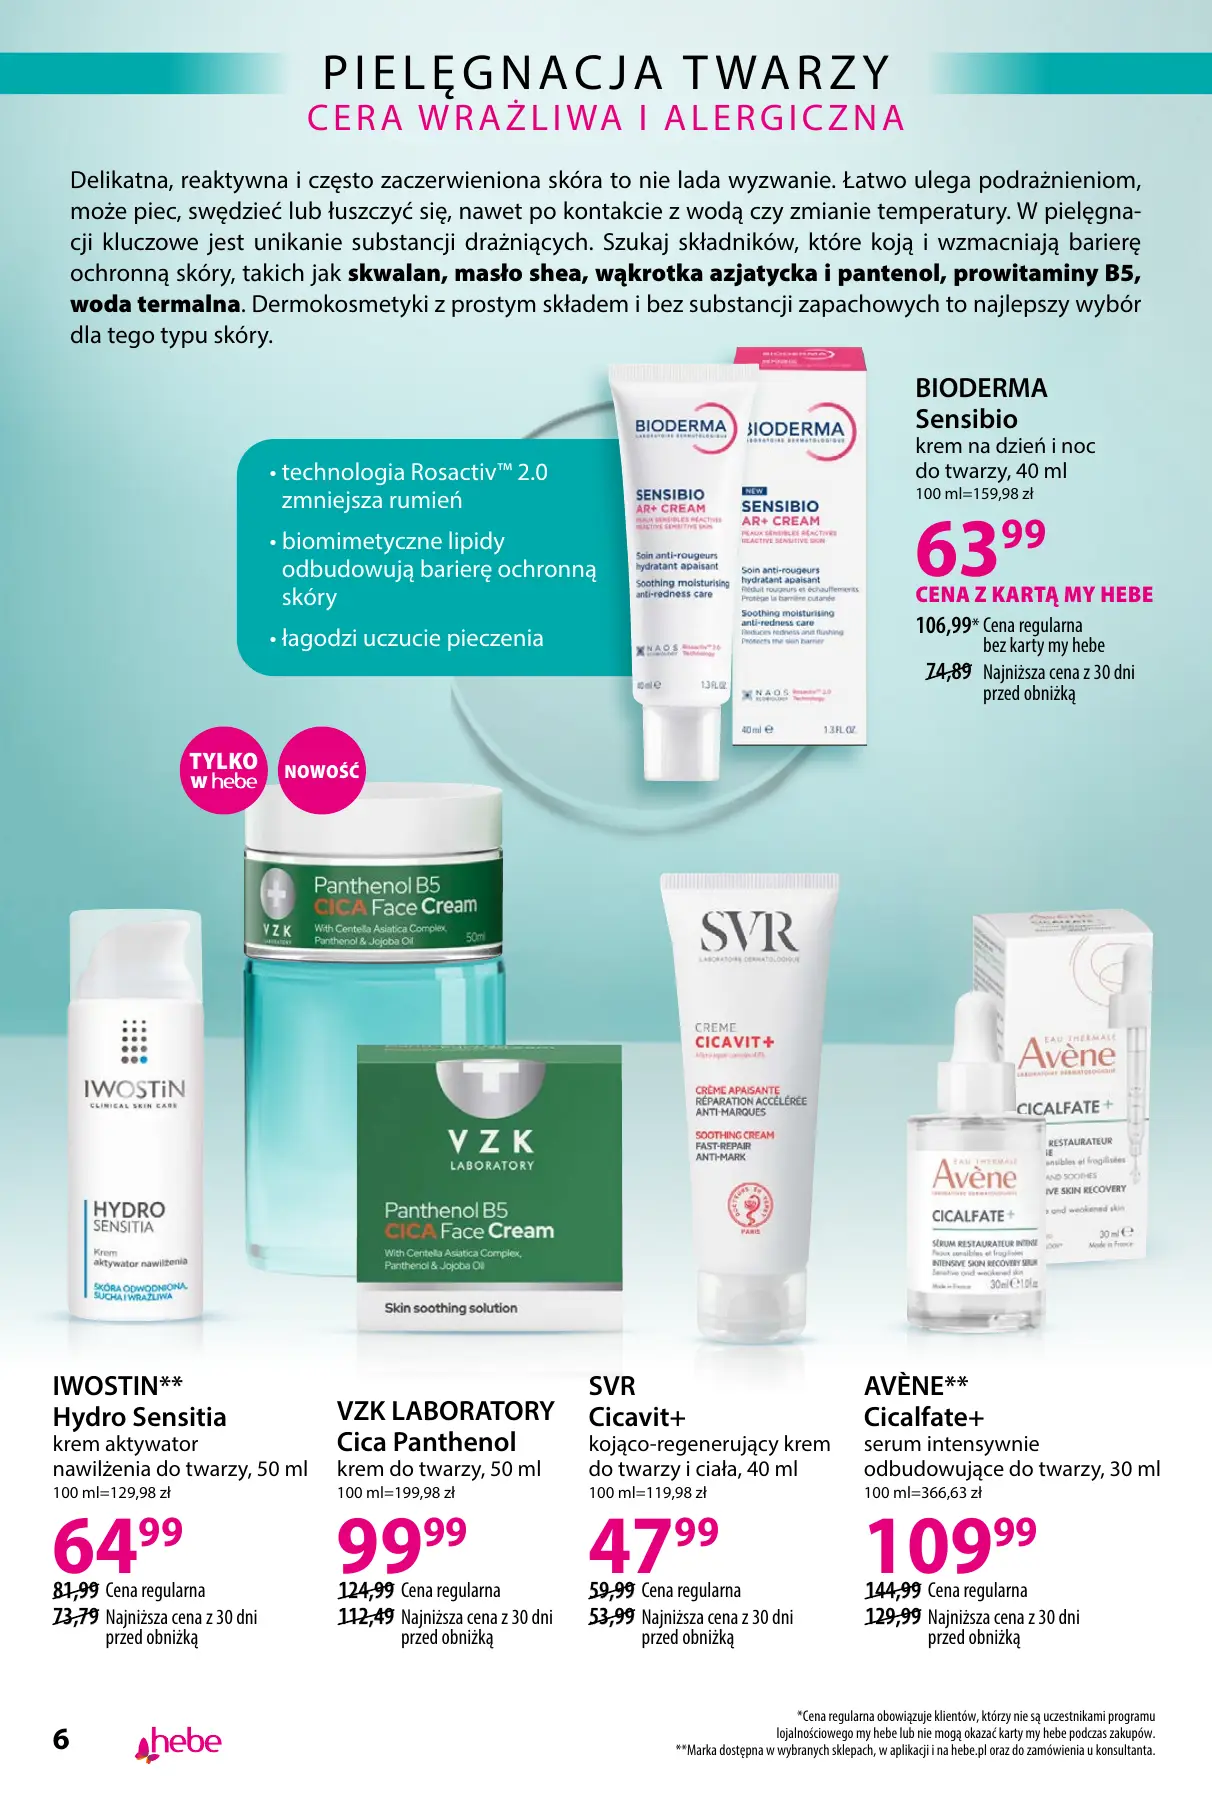 PIELĘGNACJA TWARZY
CERA WRAŻLIWA I ALERGICZNA
Delikatna, reaktywna i często zaczerwieniona skóra to nie lada wyzwanie. Łatwo ulega podrażnieniom,
może piec, swędzieć lub łuszczyć się, nawet po kontakcie z wodą czy zmianie temperatury. W pielęgna-
cji kluczowe jest unikanie substancji drażniących. Szukaj składników, które koją i wzmacniają barierę
ochronną skóry, takich jak skwalan, masło shea, wąkrotka azjatycka i pantenol, prowitaminy B5,
woda termalna. Dermokosmetyki z prostym składem i bez substancji zapachowych to najlepszy wybór
dla tego typu skóry.
• technologia Rosactiv™ 2.0
zmniejsza rumień
• biomimetyczne lipidy
odbudowują barierę ochronną
skóry
• łagodzi uczucie pieczenia
BIODERMA
LABORATOIRE DERMATOLOGIQUE
SENSIBIO
AR+ CREAM
PEAUX SENSIBLES RÉACTIVES
REACTIVE SENSITIVE SKIN
Soin anti-rougeurs
hydratant apaisant
Soothing moisturising
anti-redness care
NAOS
Rosactiv™ 2.0
Technology
40 ml e 1.3 FL.OZ.
BIODERMA
BIODERMA
LABORATOIRE DERMATOLOGIQUE
NEW
SENSIBIO
AR+ CREAM
PEAUX SENSIBLES RÉACTIVES
REACTIVE SENSITIVE SKIN
Soin anti-rougeurs
hydratant apaisant
Réduit rougeurs et échauffements
Protège la barrière cutanée
Soothing moisturising
anti-redness care
Reduces redness and flushing
Protects the skin barrier
NAOS
Rosactiv™ 2.0
Technology
40 ml e 1.3 FL. OZ.
BIODERMA
Sensibio
krem na dzień i noc
do twarzy, 40 ml
100 ml=159,98 zł
63 99
CENA Z KARTĄ MY HEBE
106,99* Cena regularna
bez karty my hebe
74,89 Najniższa cena z 30 dni
przed obniżką
TYLKO
w hebe
NOWOŚĆ
VZK
LABORATORY
Panthenol B5
CICA Face Cream
With Centella Asiatica Complex,
Panthenol & Jojoba Oil
50ml
IWOSTiN
CLINICAL SKIN CARE
HYDRO
SENSITIA
Krem
aktywator nawilżenia
SKÓRA ODWODNIONA,
SUCHA I WRAŻLIWA
VZK
LABORATORY
Panthenol B5
CICA Face Cream
With Centella Asiatica Complex,
Panthenol & Jojoba Oil
Skin soothing solution
SVR
LABORATOIRE DERMATOLOGIQUE
CREME
CICAVIT+
CRÈME APAISANTE
RÉPARATION ACCÉLÉRÉE
ANTI-MARQUES
SOOTHING CREAM
FAST-REPAIR
ANTI-MARK
PARIS
EAU THERMALE
Avène
CICALFATE+
SÉRUM RESTAURATEUR INTENSE
Peaux sensibles et fragilisées
INTENSIVE SKIN RECOVERY SERUM
Sensitive and weakened skin
Made in France
30ml e 1.0fl.oz
EAU THERMALE
Avène
LABORATOIRE DERMATOLOGIQUE
CICALFATE+
RESTAURATEUR
ensibles et fragilisées
AND SOOTHES
IVE SKIN RECOVERY
and weakened skin
30 ml e
Made in France
IWOSTIN**
Hydro Sensitia
krem aktywator
nawilżenia do twarzy, 50 ml
100 ml=129,98 zł
64 99
81,99 Cena regularna
73,79 Najniższa cena z 30 dni
przed obniżką
VZK LABORATORY
Cica Panthenol
krem do twarzy, 50 ml
100 ml=199,98 zł
99 99
124,99 Cena regularna
112,49 Najniższa cena z 30 dni
przed obniżką
SVR
Cicavit+
kojąco-regenerujący krem
do twarzy i ciała, 40 ml
100 ml=119,98 zł
47 99
59,99 Cena regularna
53,99 Najniższa cena z 30 dni
przed obniżką
AVÈNE**
Cicalfate+
serum intensywnie
odbudowujące do twarzy, 30 ml
100 ml=366,63 zł
109 99
144,99 Cena regularna
129,99 Najniższa cena z 30 dni
przed obniżką
6
hebe
*Cena regularna obowiązuje klientów, którzy nie są uczestnikami programu
lojalnościowego my hebe lub nie mogą okazać karty my hebe podczas zakupów.
**Marka dostępna w wybranych sklepach, w aplikacji i na hebe.pl oraz do zamówienia u konsultanta.